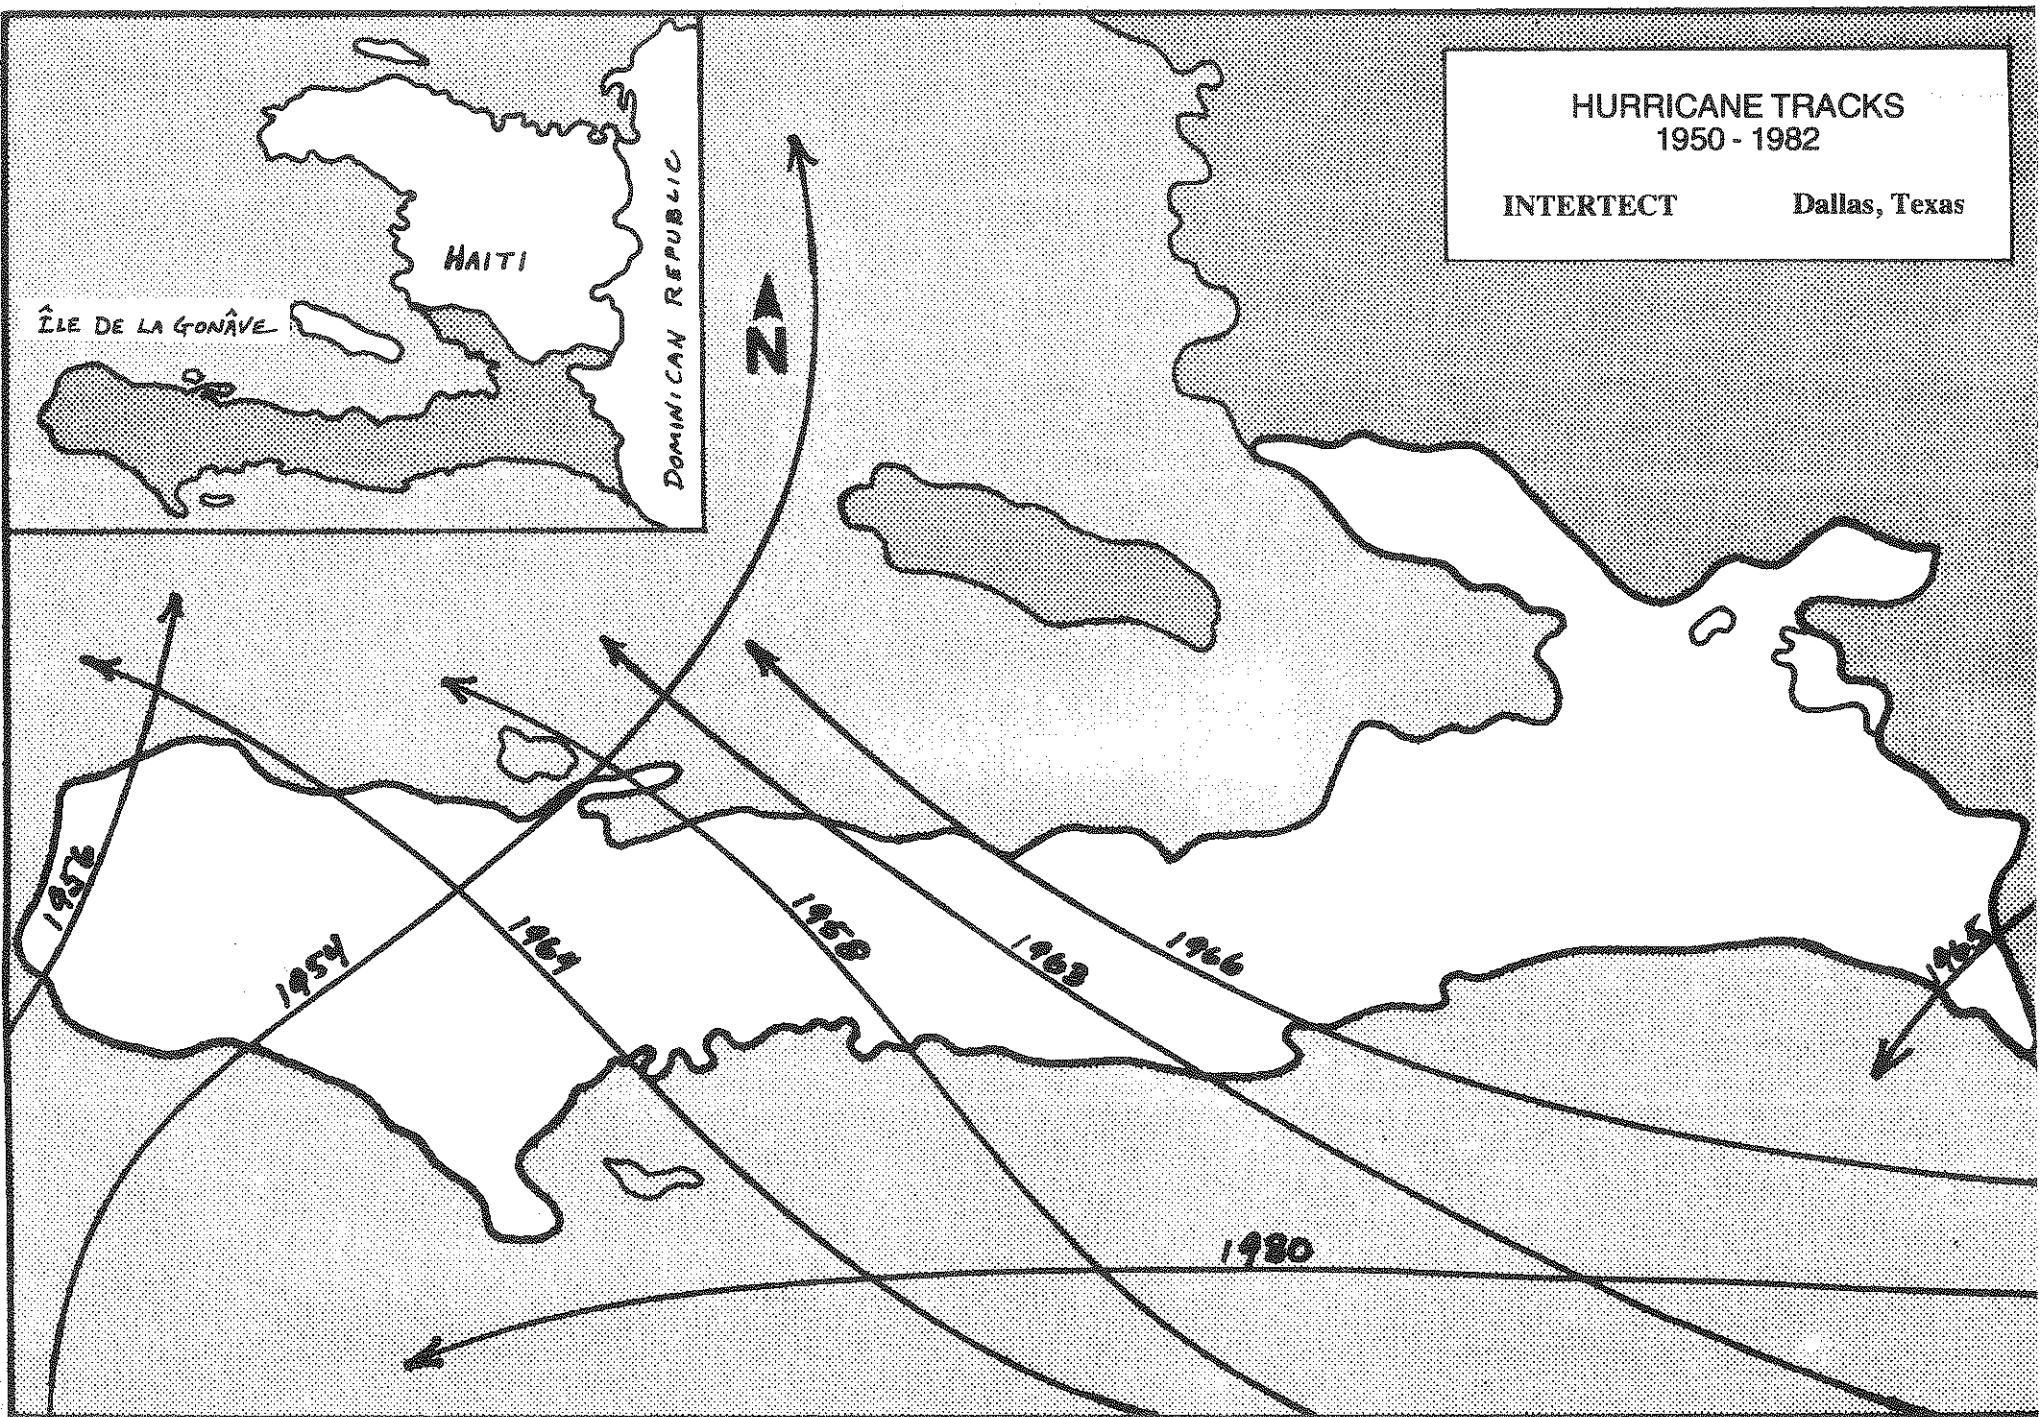 HURRICANE TRACKS
1950 - 1982
INTERTECT Dallas, Texas
HAITI
DOMINICAN REPUBLIC
ÎLE DE LA GONÂVE
N
1956
1954
1964
1958
1963
1966
1965
1980